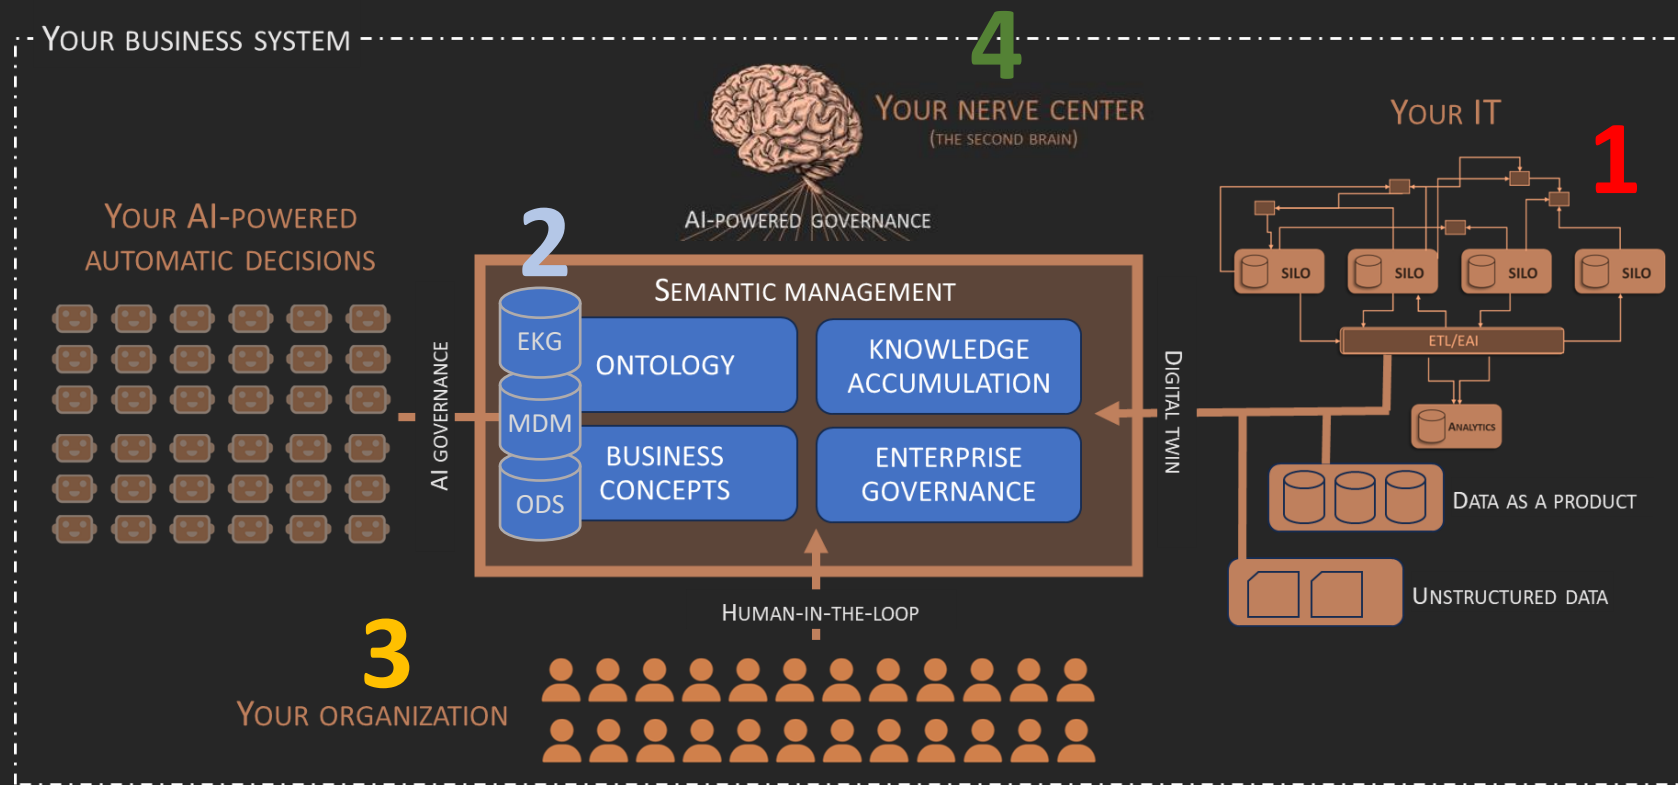 Your business system
4
Your nerve center
(the second brain)
AI-powered governance
Your IT
1
SILO
SILO
SILO
SILO
ETL/EAI
Analytics
Data as a product
Unstructured data
Digital twin
Your AI-powered
automatic decisions
AI governance
2
Semantic management
EKG
MDM
ODS
ONTOLOGY
KNOWLEDGE
ACCUMULATION
BUSINESS
CONCEPTS
ENTERPRISE
GOVERNANCE
Human-in-the-loop
3
Your organization